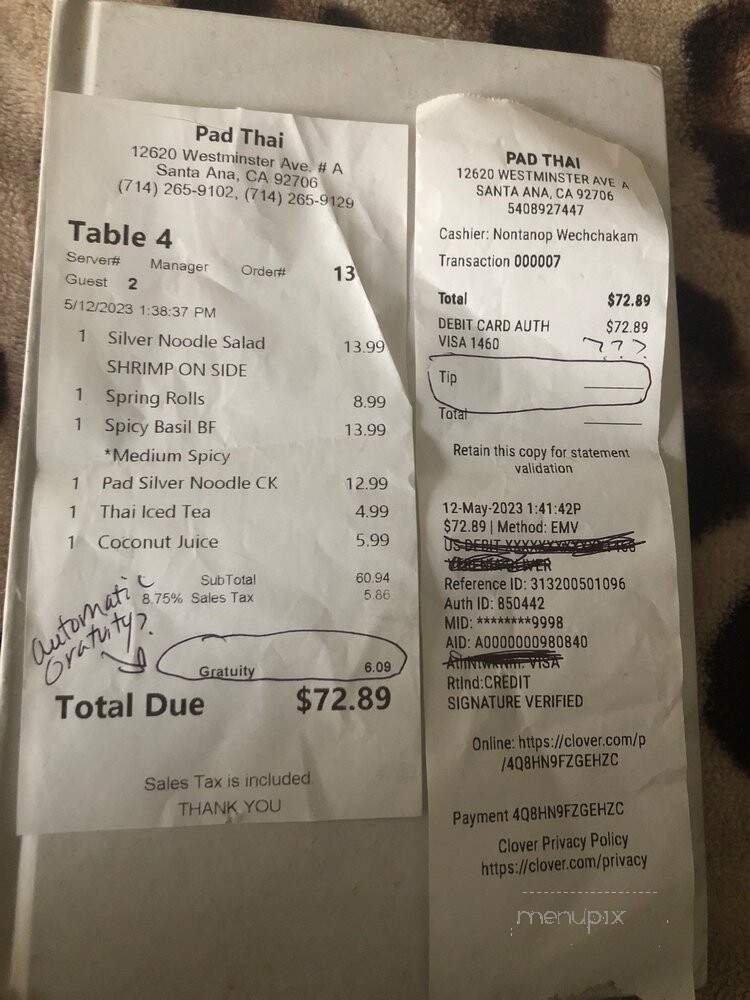 Pad Thai
12620 Westminster Ave. # A
Santa Ana, CA 92706
(714) 265-9102, (714) 265-9129
Table 4
Server# Manager Order# 13
Guest 2
5/12/2023 1:38:37 PM
1 Silver Noodle Salad 13.99
SHRIMP ON SIDE
1 Spring Rolls 8.99
1 Spicy Basil BF 13.99
*Medium Spicy
1 Pad Silver Noodle CK 12.99
1 Thai Iced Tea 4.99
1 Coconut Juice 5.99
SubTotal 60.94
8.75% Sales Tax 5.86
Automatic
Gratuity?
Gratuity 6.09
Total Due $72.89
Sales Tax is included
THANK YOU
PAD THAI
12620 WESTMINSTER AVE A
SANTA ANA, CA 92706
5408927447
Cashier: Nontanop Wechchakam
Transaction 000007
Total $72.89
DEBIT CARD AUTH $72.89
VISA 1460 ???
Tip
Total
Retain this copy for statement
validation
12-May-2023 1:41:42P
$72.89 | Method: EMV
US DEBIT
Reference ID: 313200501096
Auth ID: 850442
MID: ********9998
AID: A0000000980840
VISA
RtInd:CREDIT
SIGNATURE VERIFIED
Online: https://clover.com/p
/4Q8HN9FZGEHZC
Payment 4Q8HN9FZGEHZC
Clover Privacy Policy
https://clover.com/privacy
menupix